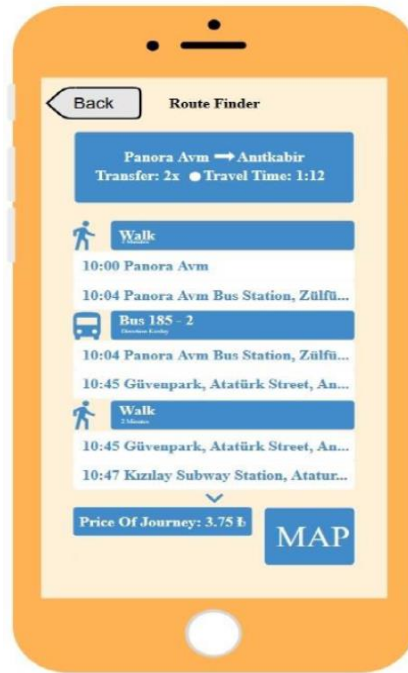 Back
Route Finder
Panora Avm → Anıtkabir
Transfer: 2x ● Travel Time: 1:12
Walk
Minutes
10:00 Panora Avm
10:04 Panora Avm Bus Station, Zülfü...
Bus 185 - 2
Direction Kızılay
10:04 Panora Avm Bus Station, Zülfü...
10:45 Güvenpark, Atatürk Street, An...
Walk
2 Minutes
10:45 Güvenpark, Atatürk Street, An...
10:47 Kızılay Subway Station, Atatur...
Price Of Journey: 3.75 ₺
MAP